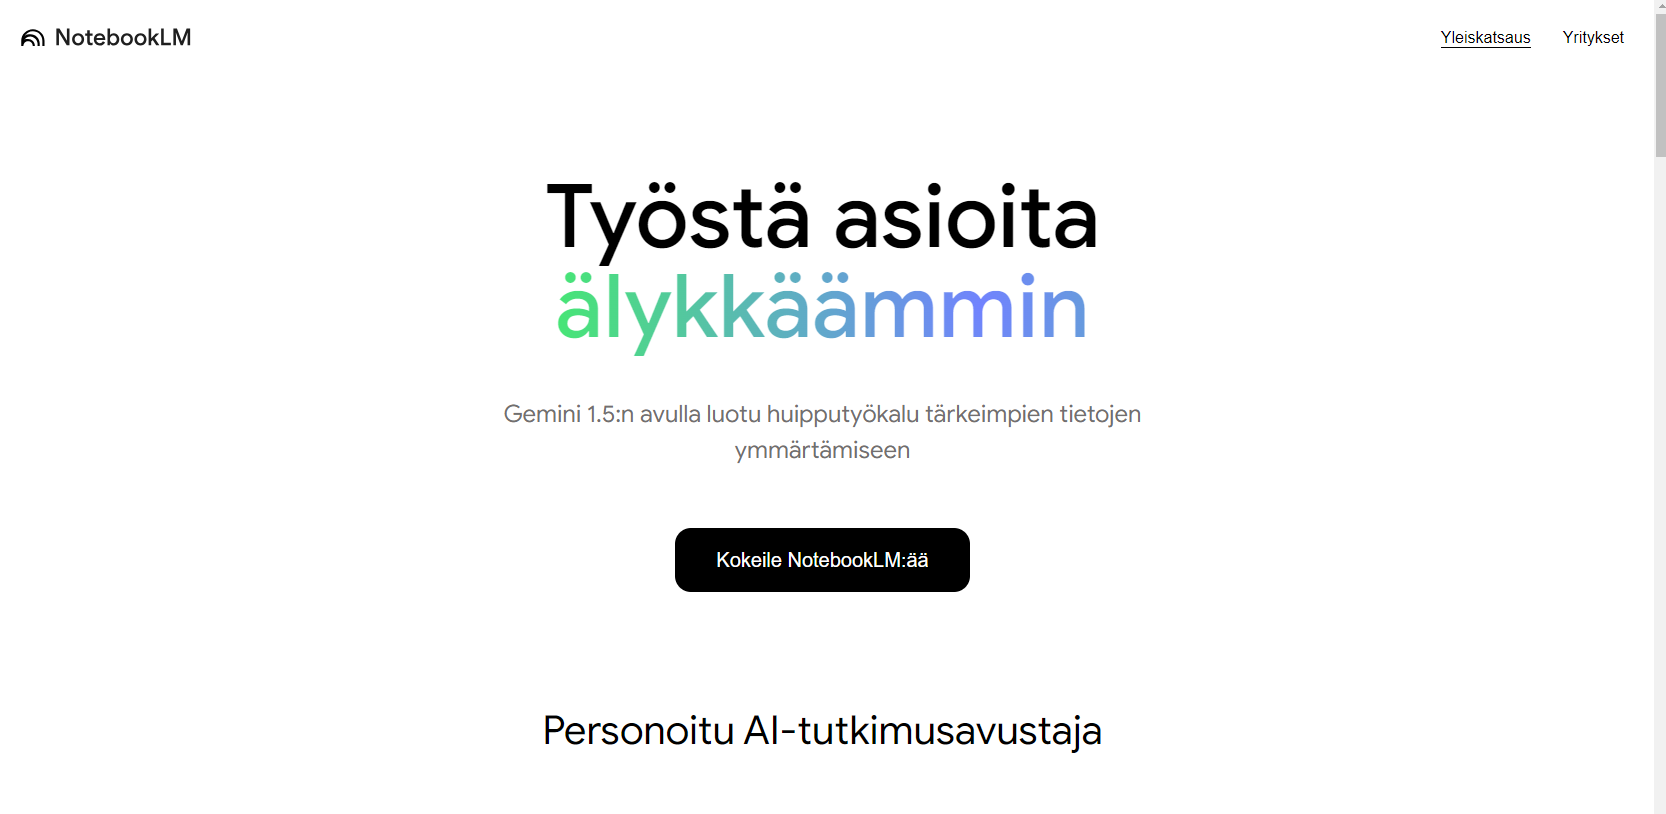 NotebookLM
Yleiskatsaus
Yritykset
Työstä asioita
älykkäämmin
Gemini 1.5:n avulla luotu huipputyökalu tärkeimpien tietojen
ymmärtämiseen
Kokeile NotebookLM:ää
Personoitu AI-tutkimusavustaja